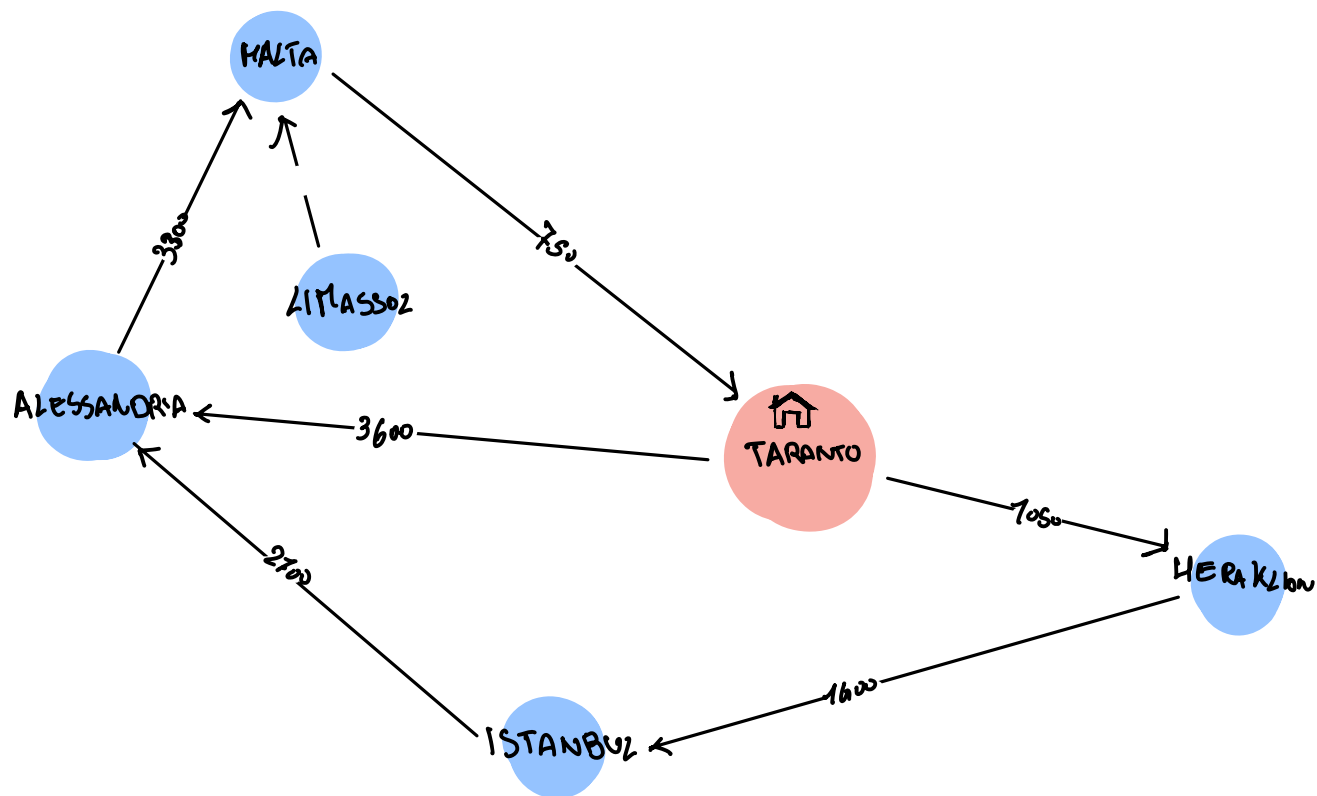 MALTA
3300
750
LIMASSOL
ALESSANDRIA
3600
TARANTO
1050
HERAKLION
2700
1600
ISTANBUL